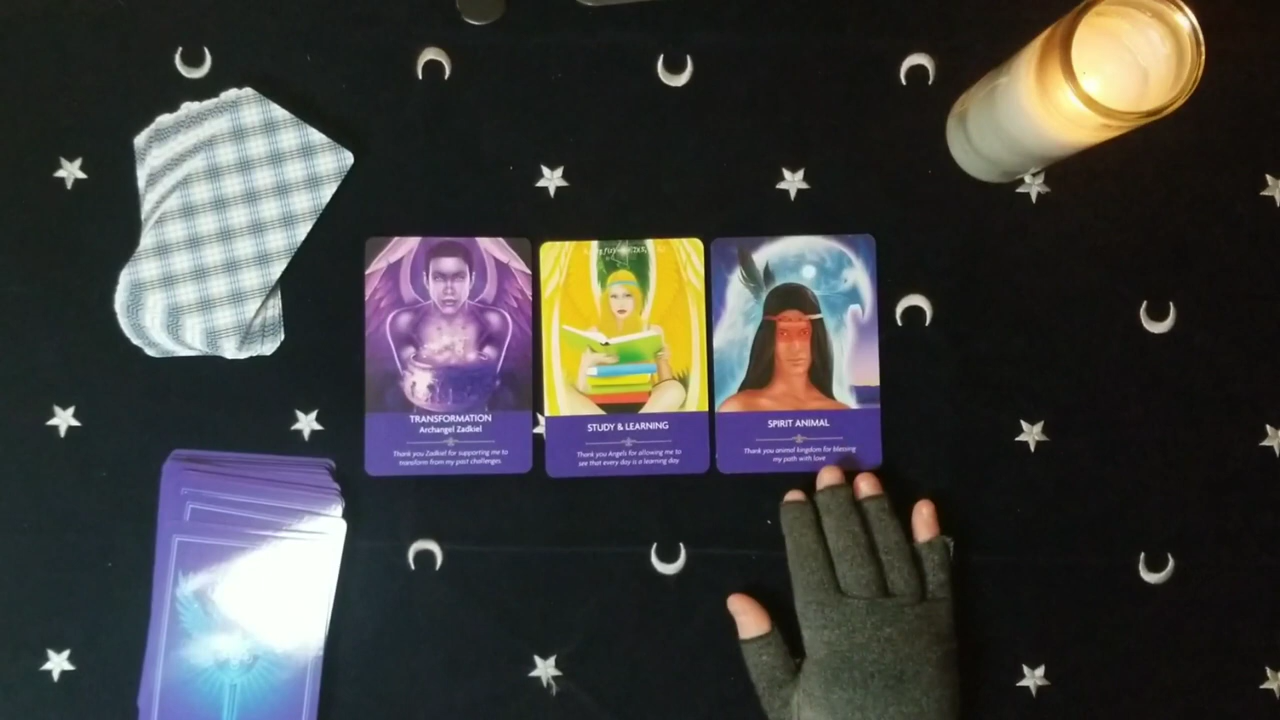 TRANSFORMATION
Archangel Zadkiel
Thank you Zadkiel for supporting me to
transform from my past challenges.
STUDY & LEARNING
Thank you Angels for allowing me to
see that every day is a learning day
SPIRIT ANIMAL
Thank you animal kingdom for blessing
my path with love